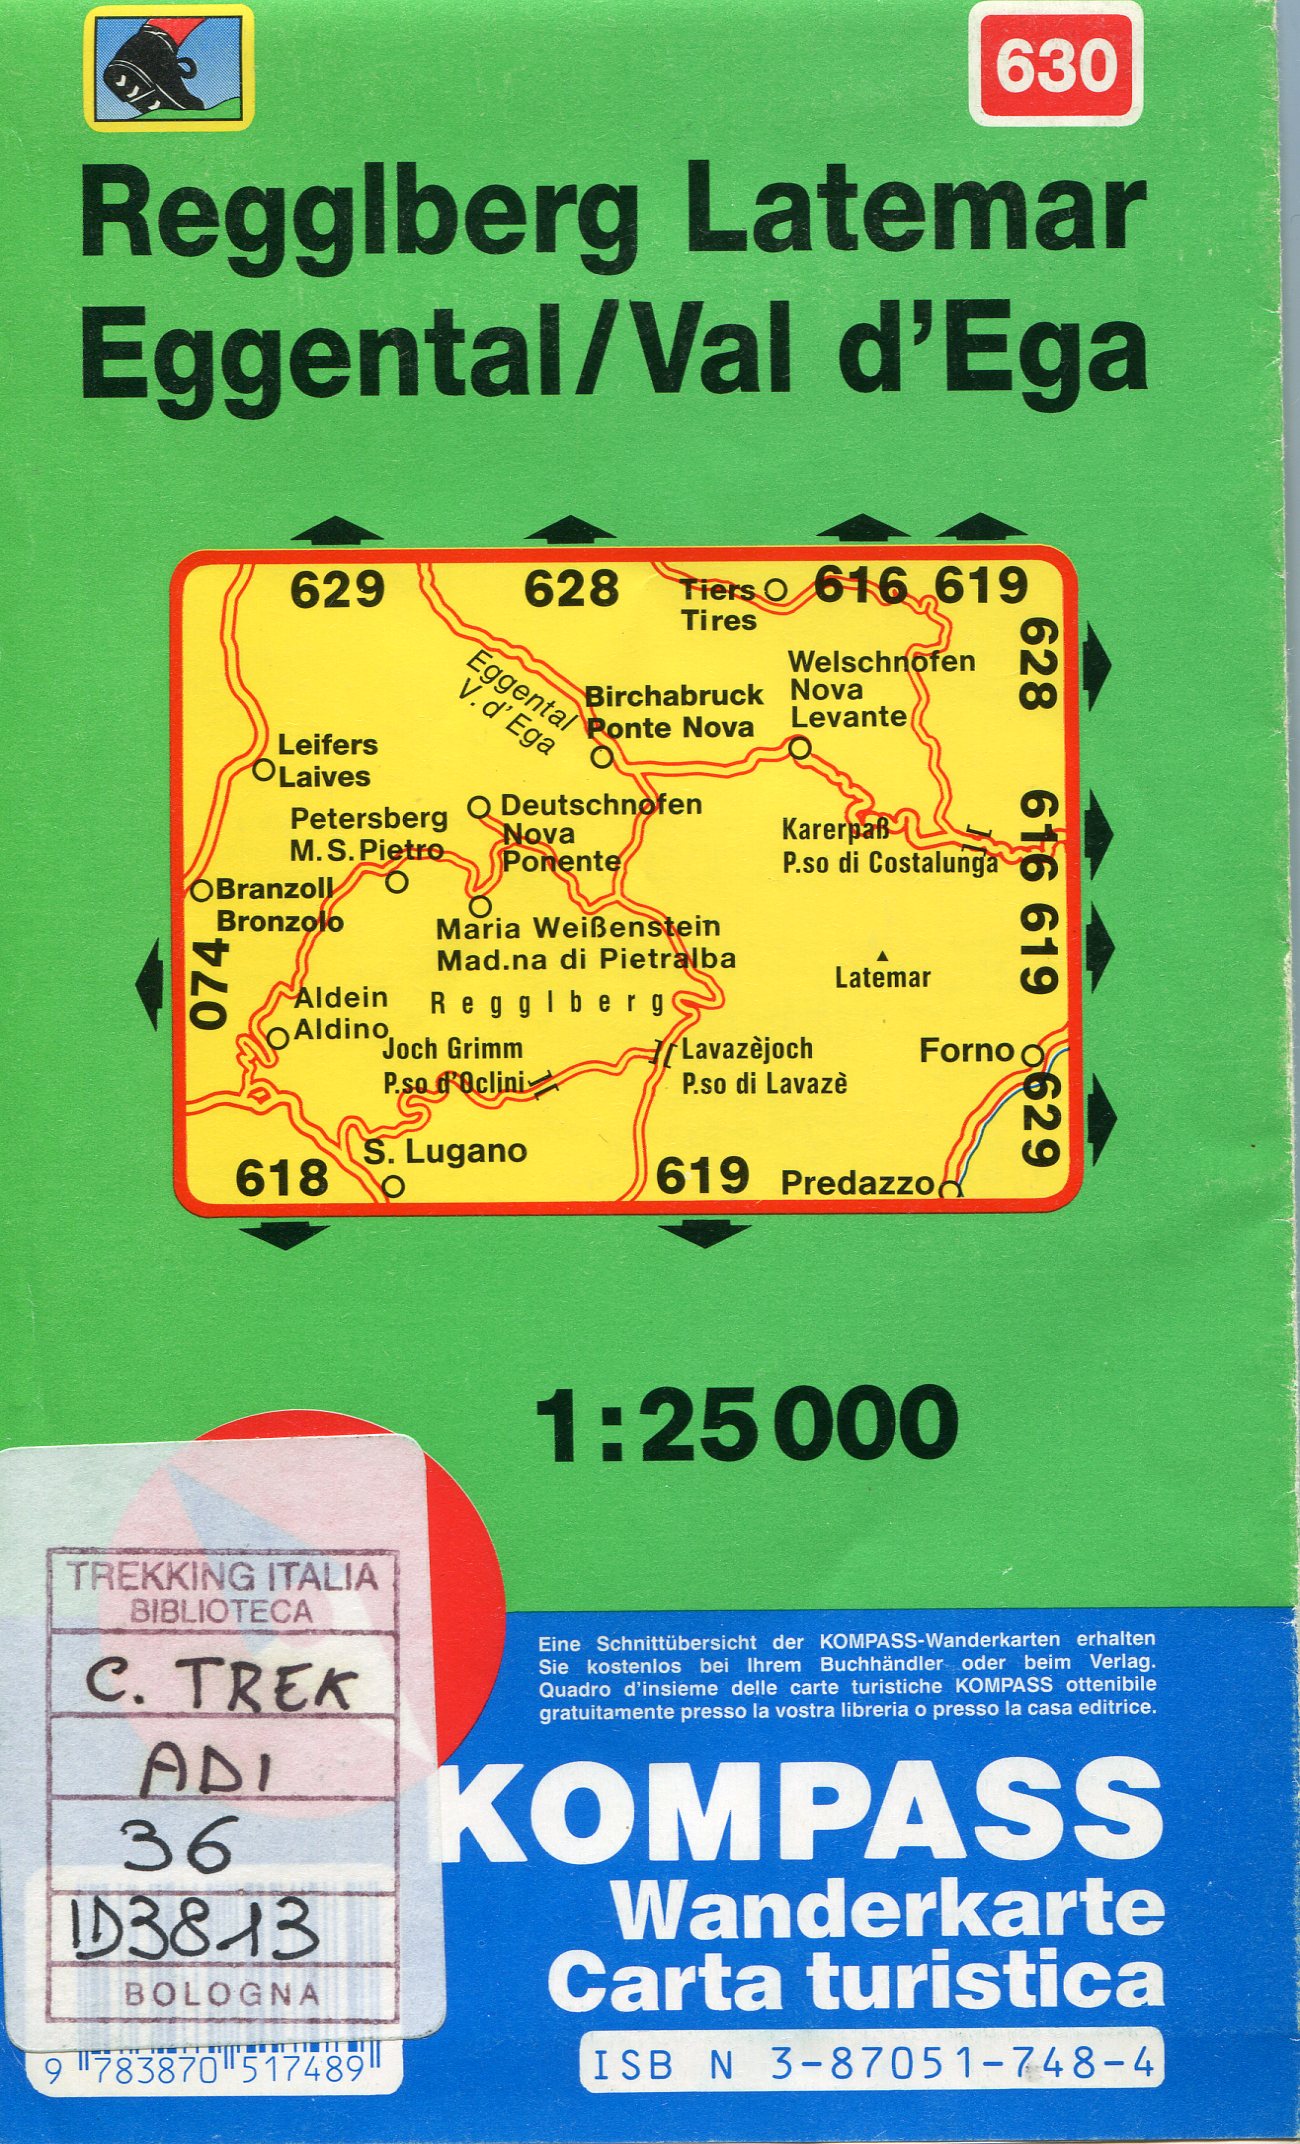 630
Regglberg Latemar
Eggental/Val d'Ega
629
628
Tiers
Tires
616
619
628
Welschnofen
Nova
Levante
Eggental
V. d'Ega
Birchabruck
Ponte Nova
Leifers
Laives
Petersberg
M.S.Pietro
Deutschnofen
Nova
Ponente
Karerpaß
P.so di Costalunga
616
Branzoll
Bronzolo
Maria Weißenstein
Mad.na di Pietralba
619
074
Latemar
Aldein
Aldino
Regglberg
Joch Grimm
P.so d'Oclini
Lavazèjoch
P.so di Lavazè
Forno
629
S. Lugano
618
619
Predazzo
1:25 000
TREKKING ITALIA
BIBLIOTECA
C. TREK
ADI
36
ID3813
BOLOGNA
Eine Schnittübersicht der KOMPASS-Wanderkarten erhalten
Sie kostenlos bei Ihrem Buchhändler oder beim Verlag.
Quadro d'insieme delle carte turistiche KOMPASS ottenibile
gratuitamente presso la vostra libreria o presso la casa editrice.
KOMPASS
Wanderkarte
Carta turistica
9 783870 517489
ISB N 3-87051-748-4